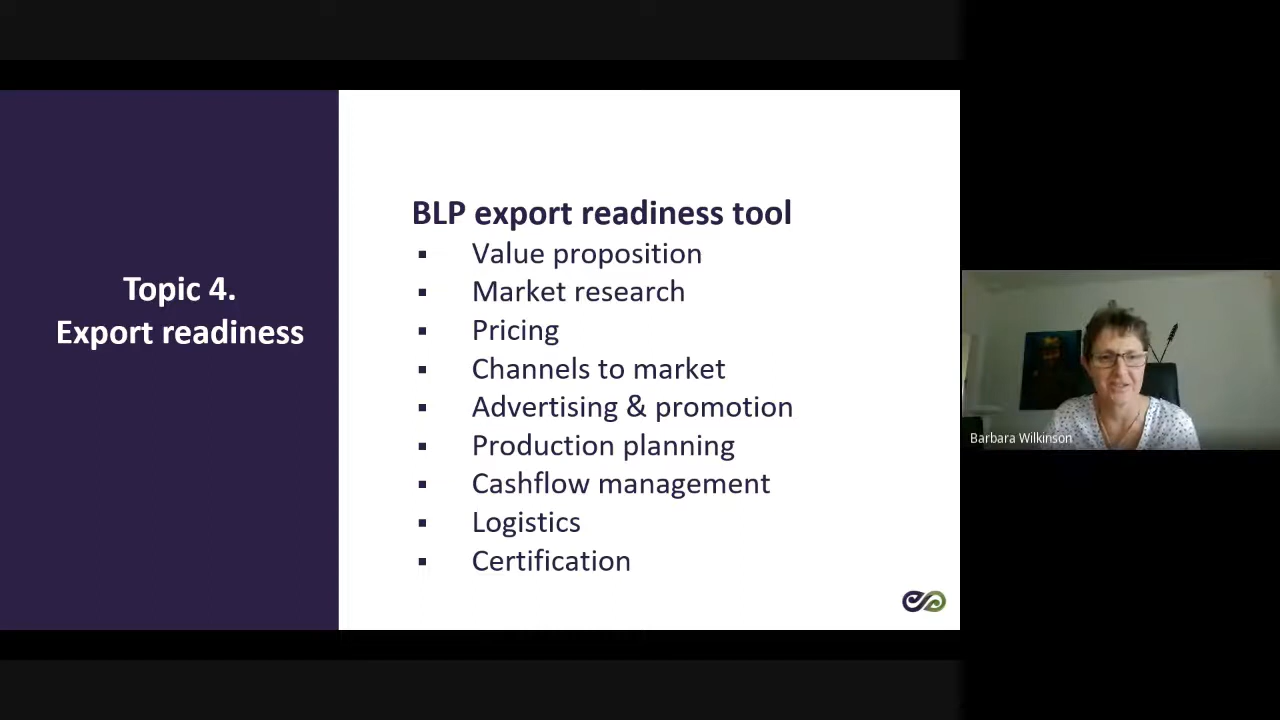 Topic 4.
Export readiness
BLP export readiness tool
▪ Value proposition
▪ Market research
▪ Pricing
▪ Channels to market
▪ Advertising & promotion
▪ Production planning
▪ Cashflow management
▪ Logistics
▪ Certification
Barbara Wilkinson